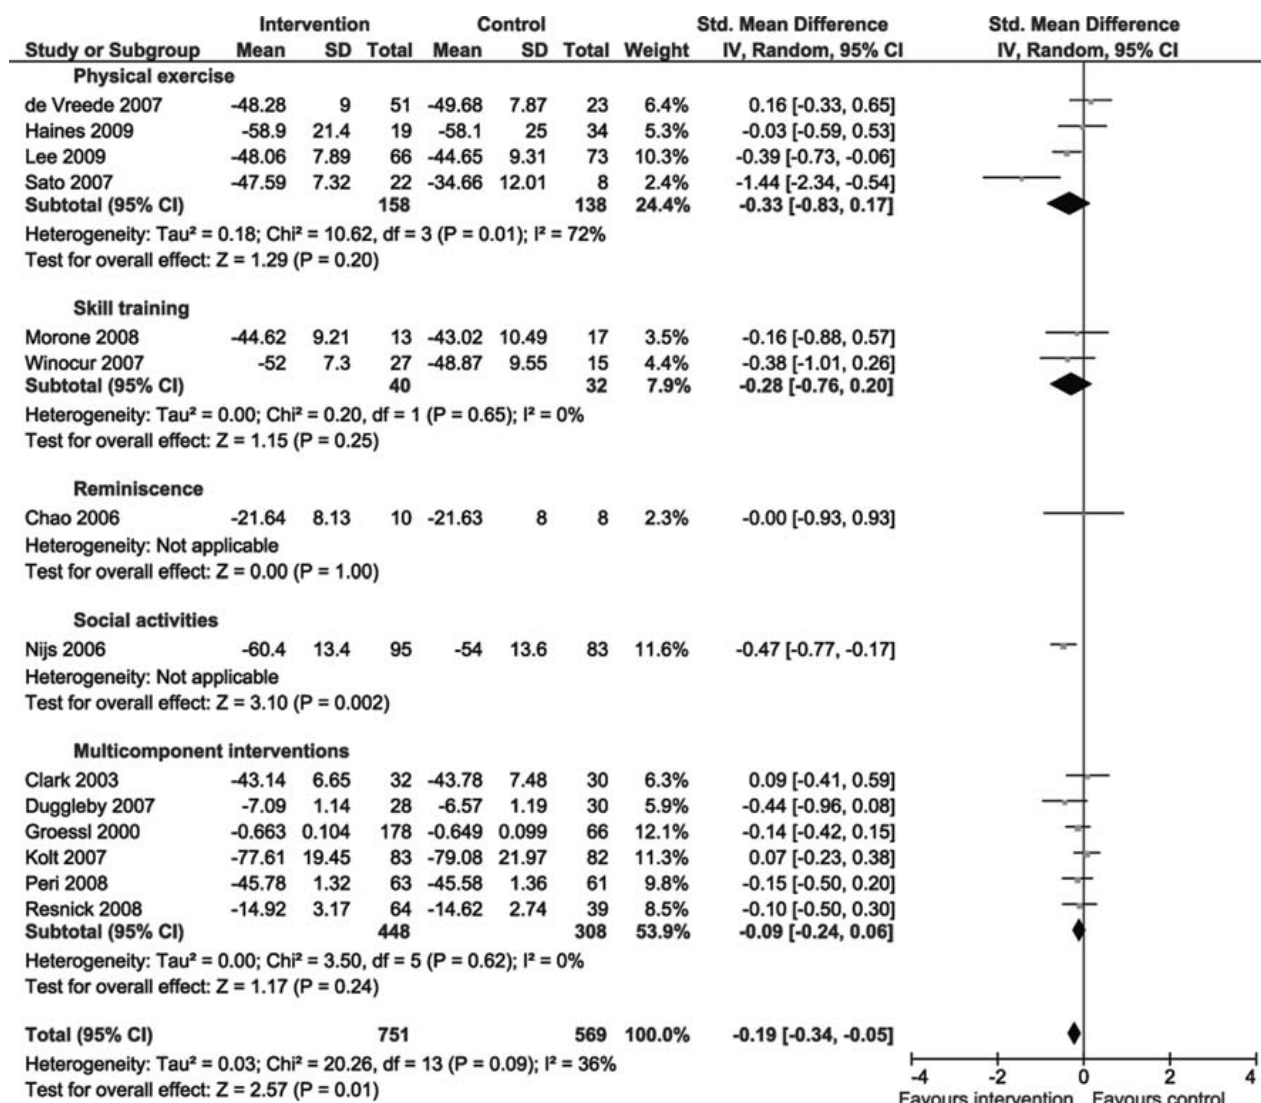 Intervention Control Std. Mean Difference Std. Mean Difference
Study or Subgroup Mean SD Total Mean SD Total Weight IV, Random, 95% CI IV, Random, 95% CI
Physical exercise
de Vreede 2007 -48.28 9 51 -49.68 7.87 23 6.4% 0.16 [-0.33, 0.65]
Haines 2009 -58.9 21.4 19 -58.1 25 34 5.3% -0.03 [-0.59, 0.53]
Lee 2009 -48.06 7.89 66 -44.65 9.31 73 10.3% -0.39 [-0.73, -0.06]
Sato 2007 -47.59 7.32 22 -34.66 12.01 8 2.4% -1.44 [-2.34, -0.54]
Subtotal (95% CI) 158 138 24.4% -0.33 [-0.83, 0.17]
Heterogeneity: Tau² = 0.18; Chi² = 10.62, df = 3 (P = 0.01); I² = 72%
Test for overall effect: Z = 1.29 (P = 0.20)
Skill training
Morone 2008 -44.62 9.21 13 -43.02 10.49 17 3.5% -0.16 [-0.88, 0.57]
Winocur 2007 -52 7.3 27 -48.87 9.55 15 4.4% -0.38 [-1.01, 0.26]
Subtotal (95% CI) 40 32 7.9% -0.28 [-0.76, 0.20]
Heterogeneity: Tau² = 0.00; Chi² = 0.20, df = 1 (P = 0.65); I² = 0%
Test for overall effect: Z = 1.15 (P = 0.25)
Reminiscence
Chao 2006 -21.64 8.13 10 -21.63 8 8 2.3% -0.00 [-0.93, 0.93]
Heterogeneity: Not applicable
Test for overall effect: Z = 0.00 (P = 1.00)
Social activities
Nijs 2006 -60.4 13.4 95 -54 13.6 83 11.6% -0.47 [-0.77, -0.17]
Heterogeneity: Not applicable
Test for overall effect: Z = 3.10 (P = 0.002)
Multicomponent interventions
Clark 2003 -43.14 6.65 32 -43.78 7.48 30 6.3% 0.09 [-0.41, 0.59]
Duggleby 2007 -7.09 1.14 28 -6.57 1.19 30 5.9% -0.44 [-0.96, 0.08]
Groessl 2000 -0.663 0.104 178 -0.649 0.099 66 12.1% -0.14 [-0.42, 0.15]
Kolt 2007 -77.61 19.45 83 -79.08 21.97 82 11.3% 0.07 [-0.23, 0.38]
Peri 2008 -45.78 1.32 63 -45.58 1.36 61 9.8% -0.15 [-0.50, 0.20]
Resnick 2008 -14.92 3.17 64 -14.62 2.74 39 8.5% -0.10 [-0.50, 0.30]
Subtotal (95% CI) 448 308 53.9% -0.09 [-0.24, 0.06]
Heterogeneity: Tau² = 0.00; Chi² = 3.50, df = 5 (P = 0.62); I² = 0%
Test for overall effect: Z = 1.17 (P = 0.24)
Total (95% CI) 751 569 100.0% -0.19 [-0.34, -0.05]
Heterogeneity: Tau² = 0.03; Chi² = 20.26, df = 13 (P = 0.09); I² = 36%
Test for overall effect: Z = 2.57 (P = 0.01)
-4 -2 0 2 4
Favours intervention Favours control